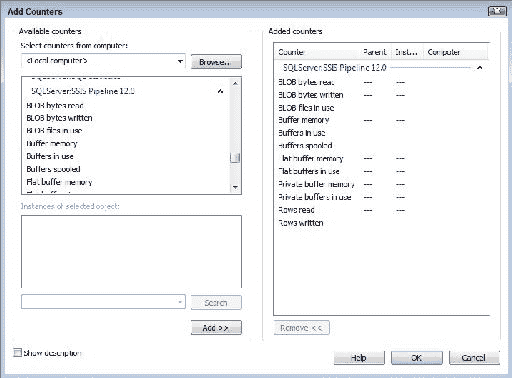 Add Counters
Available counters
Select counters from computer:
<Local computer>
Browse...
SQLServer:SSIS Pipeline 12.0
BLOB bytes read
BLOB bytes written
BLOB files in use
Buffer memory
Buffers in use
Buffers spooled
Flat buffer memory
Instances of selected object:
Search
Add >>
Show description
Added counters
Counter Parent Inst... Computer
SQLServer:SSIS Pipeline 12.0
BLOB bytes read --- ---
BLOB bytes written --- ---
BLOB files in use
Buffer memory --- ---
Buffers in use --- ---
Buffers spooled
Flat buffer memory --- ---
Flat buffers in use --- ---
Private buffer memory --- ---
Private buffers in use --- ---
Rows read --- ---
Rows written --- ---
Remove <<
Help
OK
Cancel